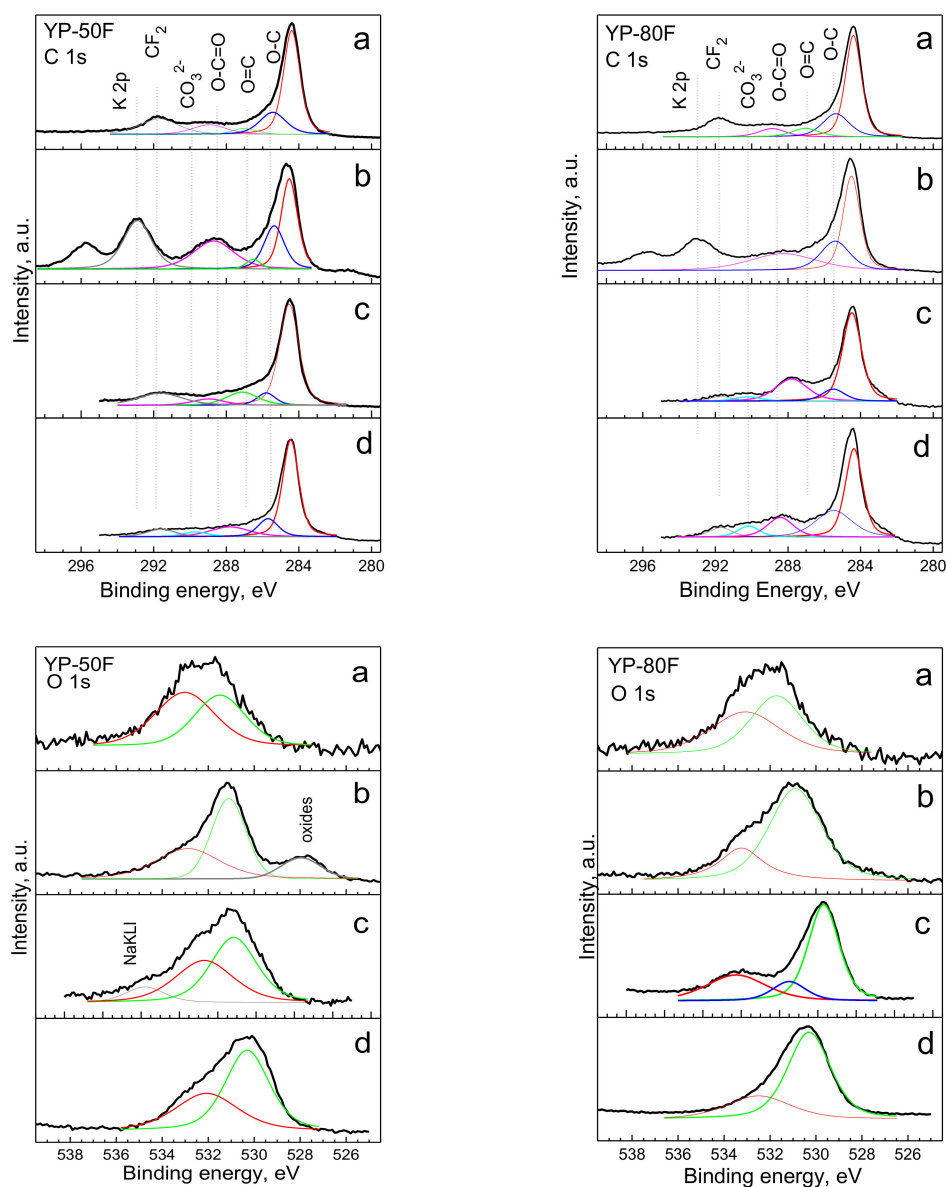 YP-50F
C 1s
K 2p
CF2
CO3 2-
O-C=O
O=C
O-C
a
b
c
d
Intensity, a.u.
296 292 288 284 280
Binding energy, eV
YP-80F
C 1s
K 2p
CF2
CO3 2-
O-C=O
O=C
O-C
a
b
c
d
Intensity, a.u.
296 292 288 284 280
Binding Energy, eV
YP-50F
O 1s
a
b
oxides
c
NaKLl
d
Intensity, a.u.
538 536 534 532 530 528 526
Binding energy, eV
YP-80F
O 1s
a
b
c
d
Intensity, a.u.
538 536 534 532 530 528 526
Binding energy, eV